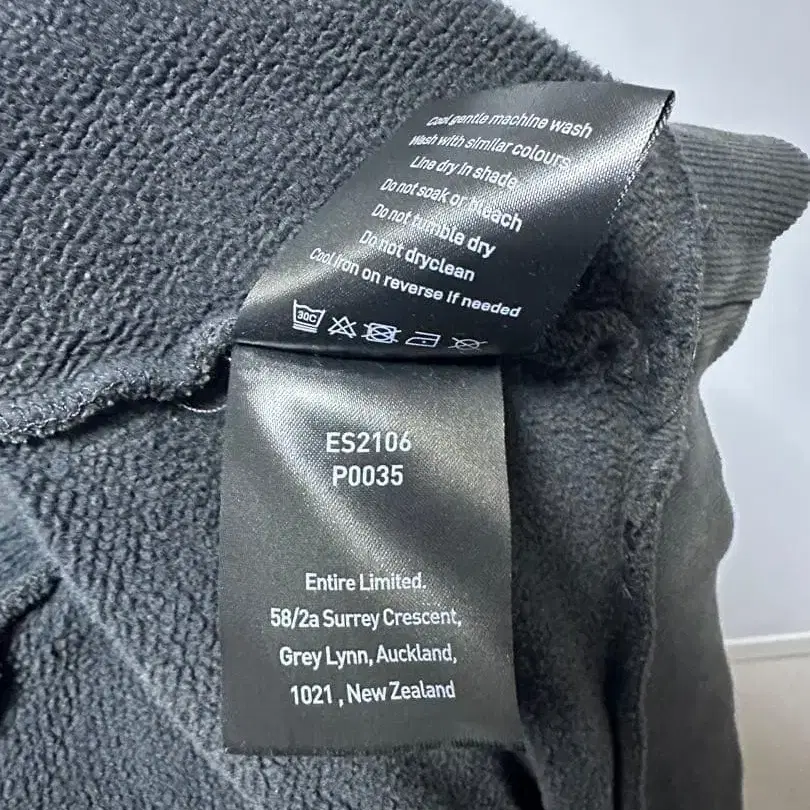 Cool gentle machine wash
Wash with similar colours
Line dry in shade
Do not soak or bleach
Do not tumble dry
Do not dryclean
Cool iron on reverse if needed
30C
ES2106
P0035
Entire Limited.
58/2a Surrey Crescent,
Grey Lynn, Auckland,
1021 , New Zealand